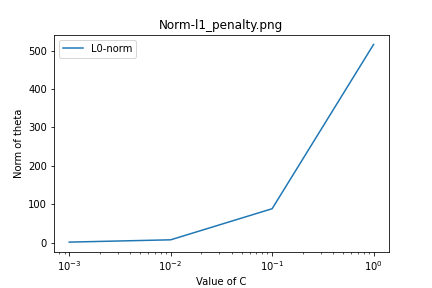 Norm-l1_penalty.png
L0-norm
Norm of theta
500
400
300
200
100
0
10⁻³ 10⁻² 10⁻¹ 10⁰
Value of C